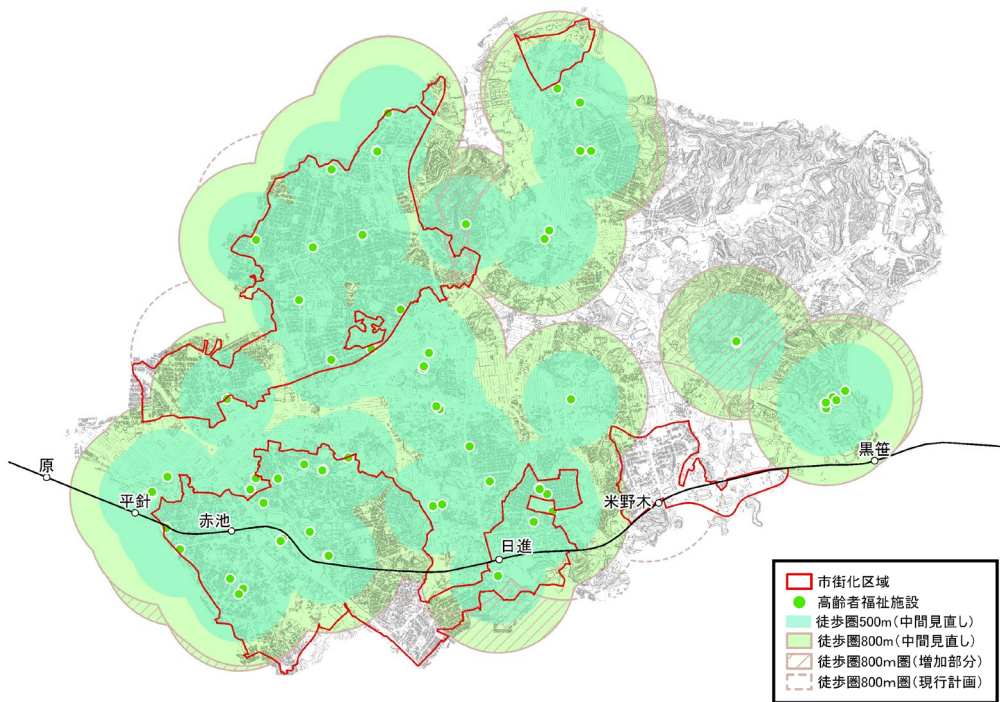 原
平針
赤池
日進
米野木
黒笹
市街化区域
高齢者福祉施設
徒歩圏500m(中間見直し)
徒歩圏800m(中間見直し)
徒歩圏800m圏(増加部分)
徒歩圏800m圏(現行計画)